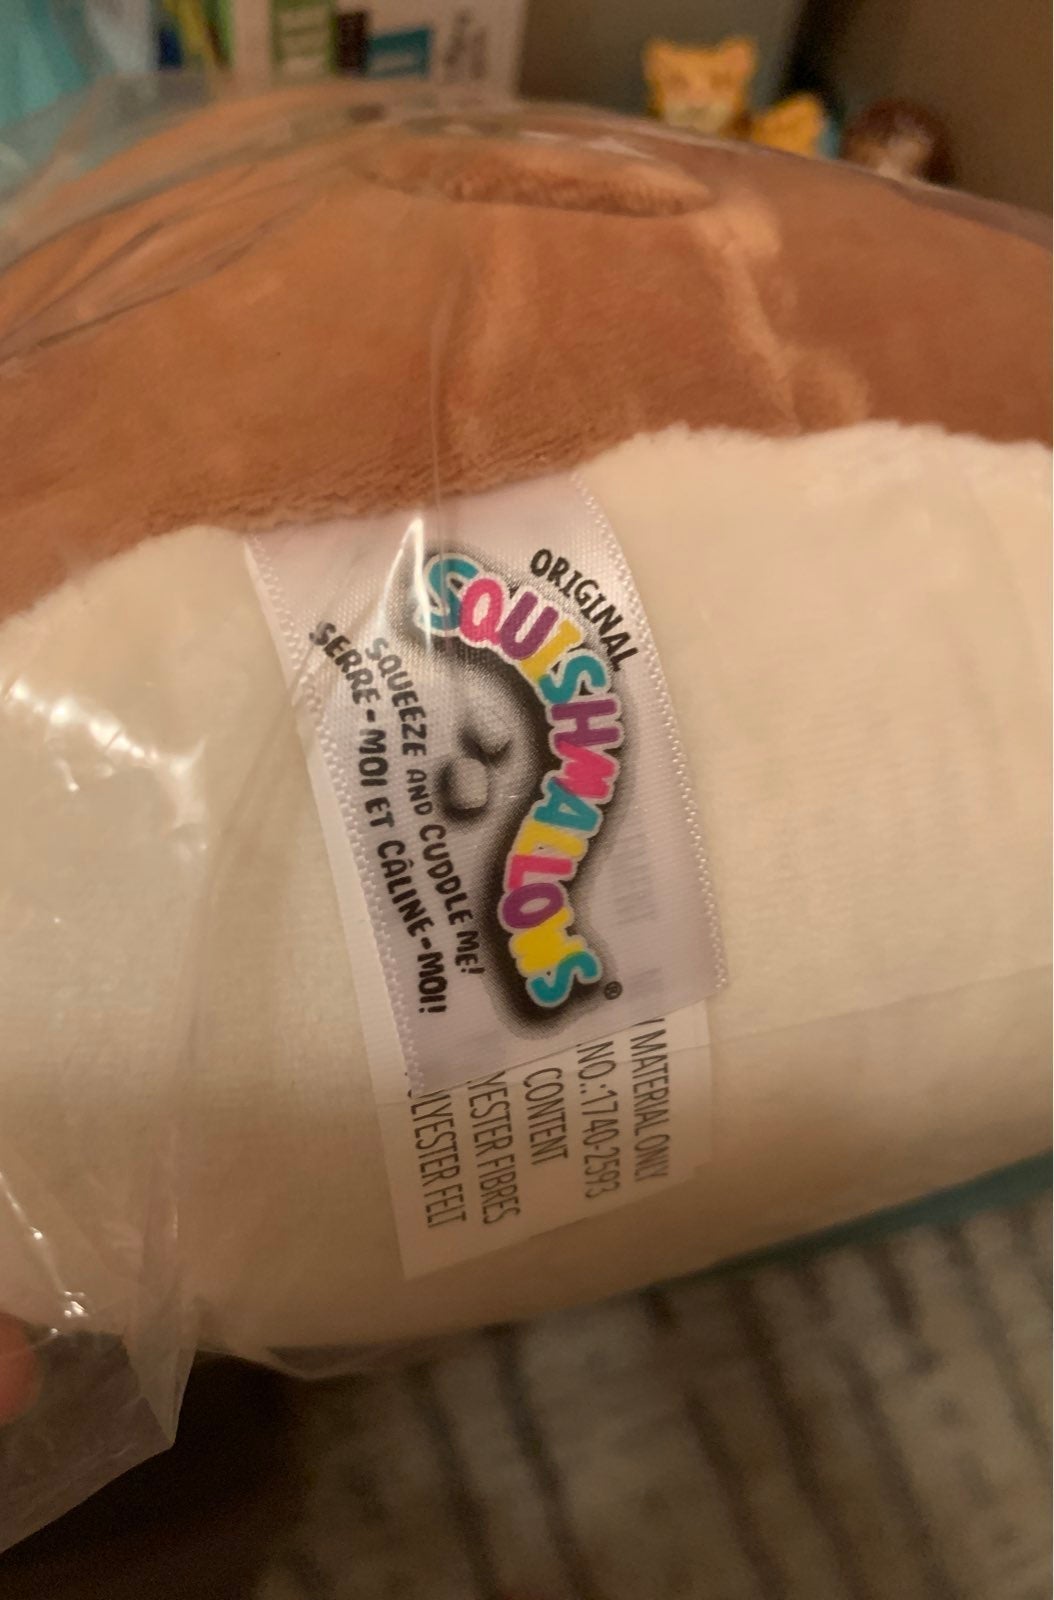 ORIGINAL
SQUISHMALLOWS®
SQUEEZE AND CUDDLE ME!
SERRE-MOI ET CÂLINE-MOI!
MATERIAL ONLY
NO.:1740-2593
CONTENT
YESTER FIBRES
LYESTER FELT